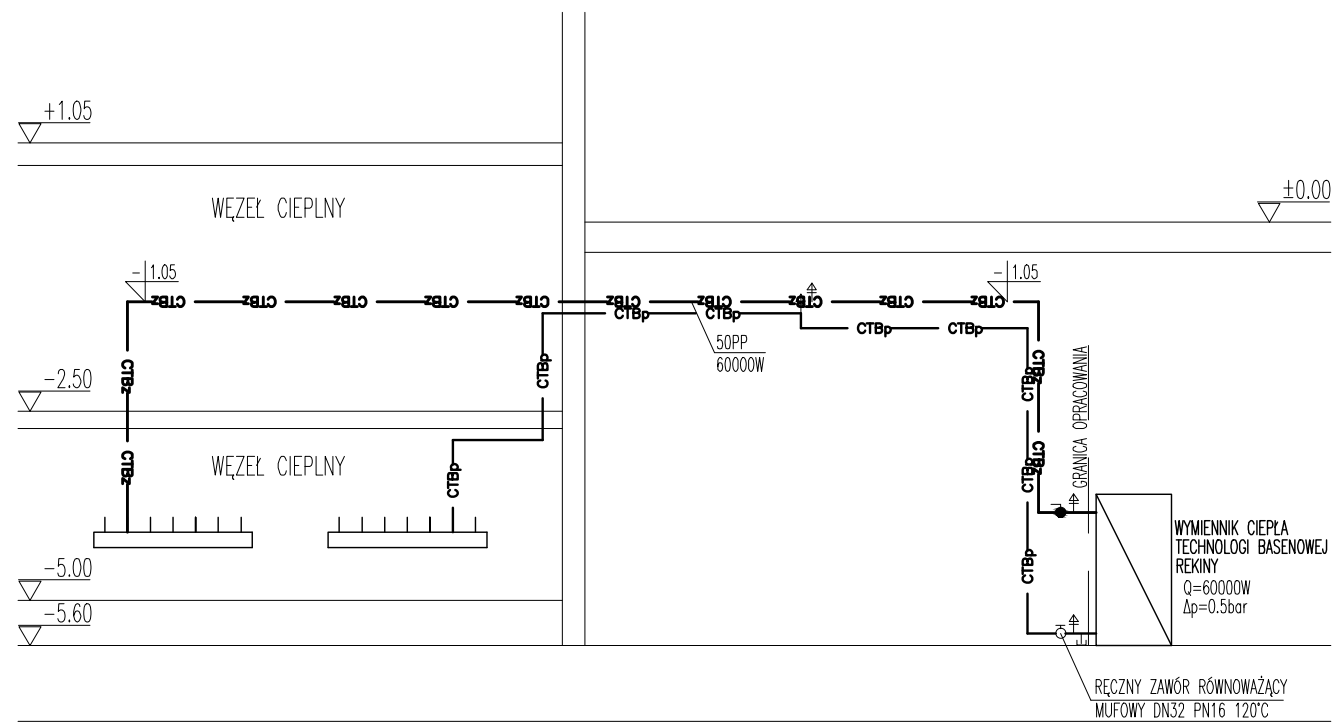 +1.05
WĘZEŁ CIEPLNY
±0.00
-1.05
-1.05
CTBz CTBz CTBz CTBz CTBz CTBz CTBz CTBz CTBz CTBz
CTBp CTBp CTBp CTBp
50PP
60000W
CTBz
CTBp
CTBp
CTBz
GRANICA OPRACOWANIA
-2.50
WĘZEŁ CIEPLNY
CTBz
CTBp
CTBp
CTBz
CTBp
WYMIENNIK CIEPŁA
TECHNOLOGI BASENOWEJ
REKINY
Q=60000W
Δp=0.5bar
-5.00
-5.60
RĘCZNY ZAWÓR RÓWNOWAŻĄCY
MUFOWY DN32 PN16 120°C